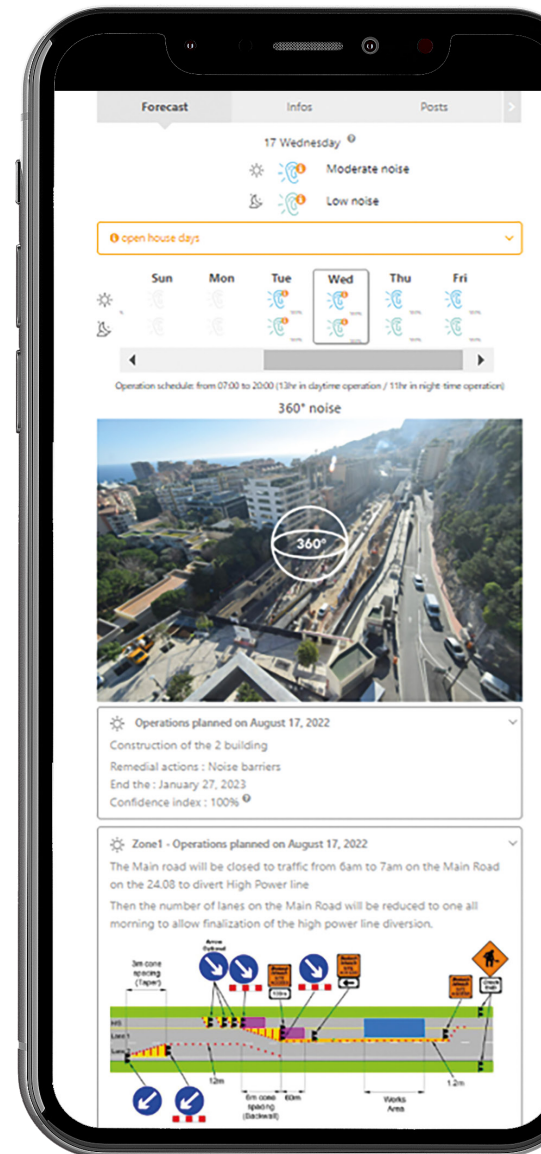 Forecast Infos Posts
17 Wednesday
Moderate noise
Low noise
open house days
Sun Mon Tue Wed Thu Fri
Operation schedule: from 07:00 to 20:00 (13hr in daytime operation / 11hr in night time operation)
360° noise
360°
Operations planned on August 17, 2022
Construction of the 2 building
Remedial actions : Noise barriers
End the : January 27, 2023
Confidence index : 100%
Zone1 - Operations planned on August 17, 2022
The Main road will be closed to traffic from 6am to 7am on the Main Road
on the 24.08 to divert High Power line
Then the number of lanes on the Main Road will be reduced to one all
morning to allow finalization of the high power line diversion.
3m cone
spacing
(Taper)
Arrow
Optional
Lane 1
12m
6m cone
spacing
(Backwall)
60m
Works
Area
1.2m